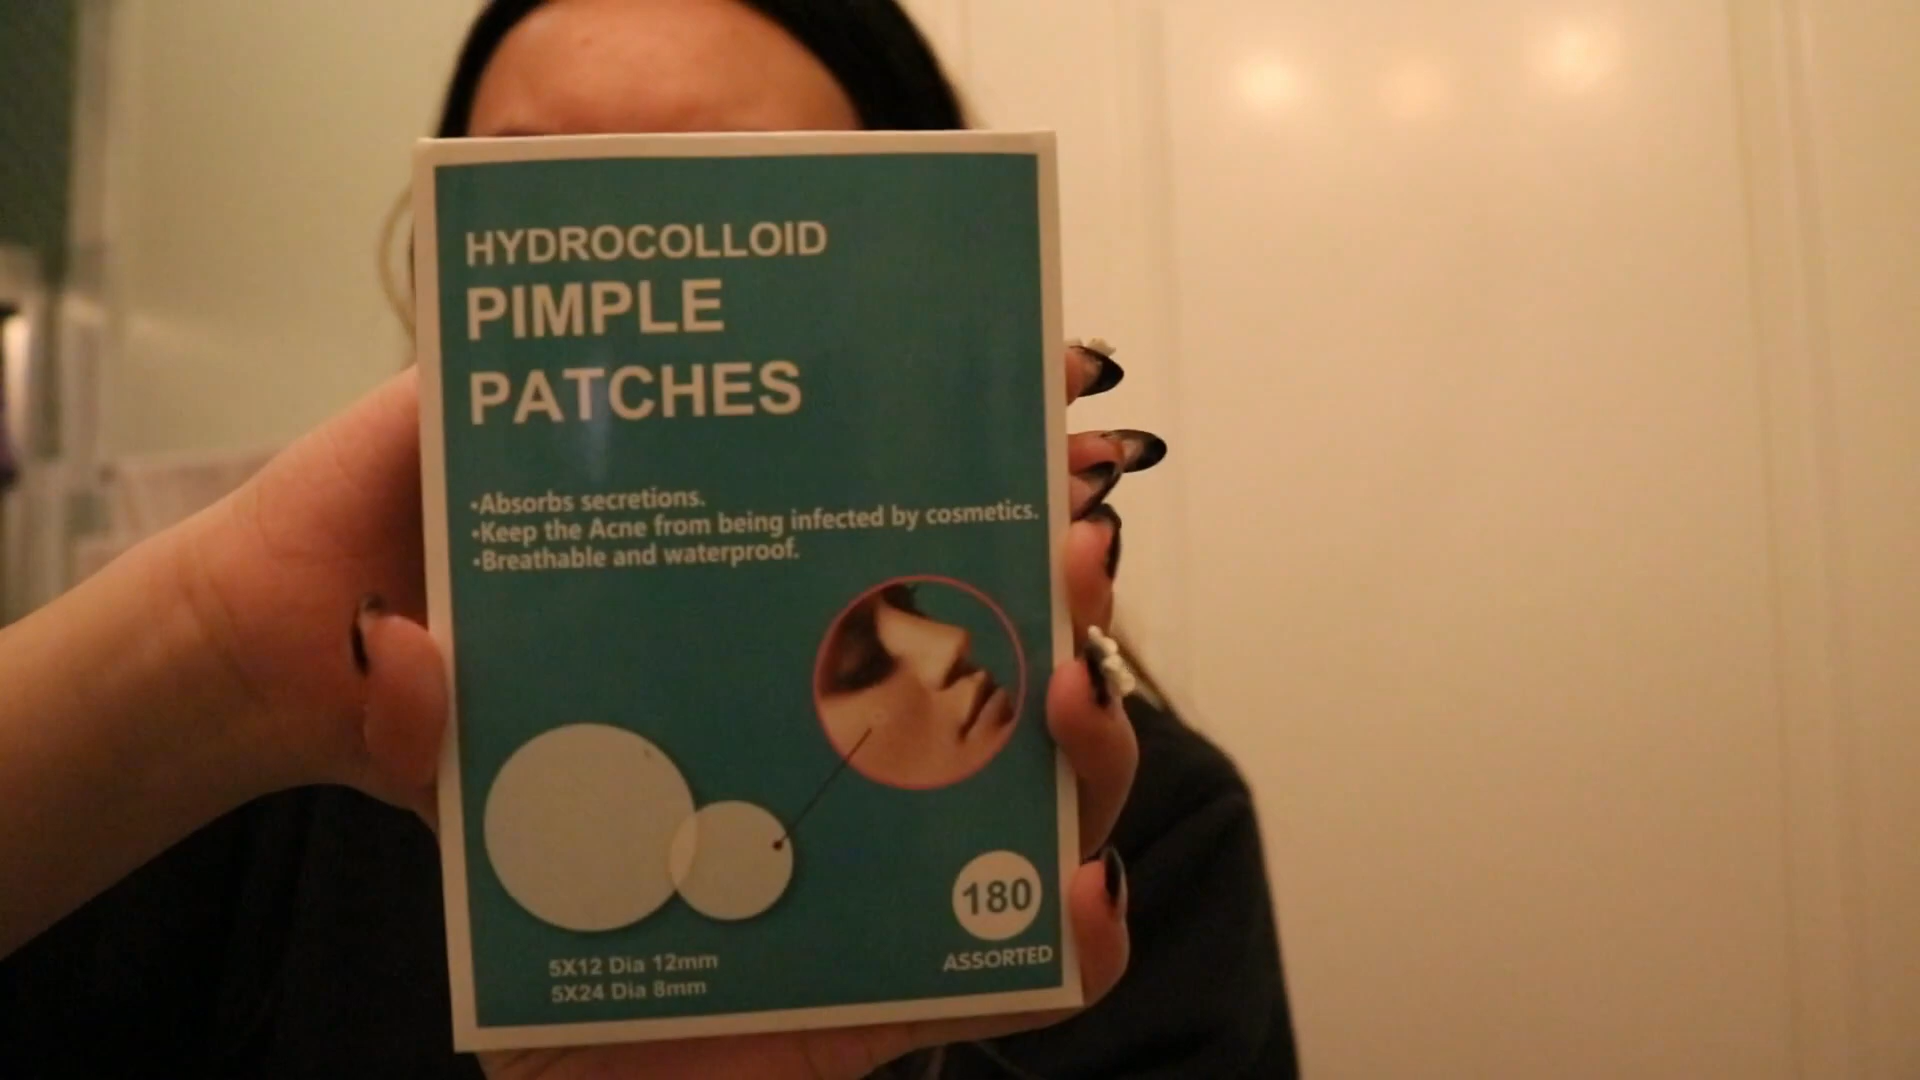 HYDROCOLLOID
PIMPLE
PATCHES
•Absorbs secretions.
•Keep the Acne from being infected by cosmetics.
•Breathable and waterproof.
180
ASSORTED
5X12 Dia 12mm
5X24 Dia 8mm